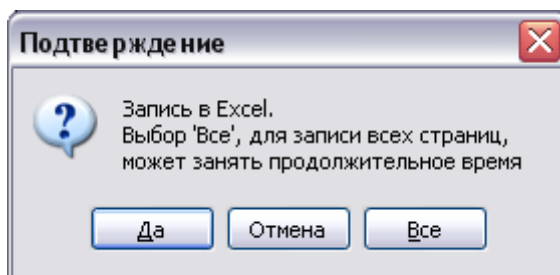 Подтверждение
Запись в Excel.
Выбор 'Все', для записи всех страниц,
может занять продолжительное время
Да
Отмена
Все